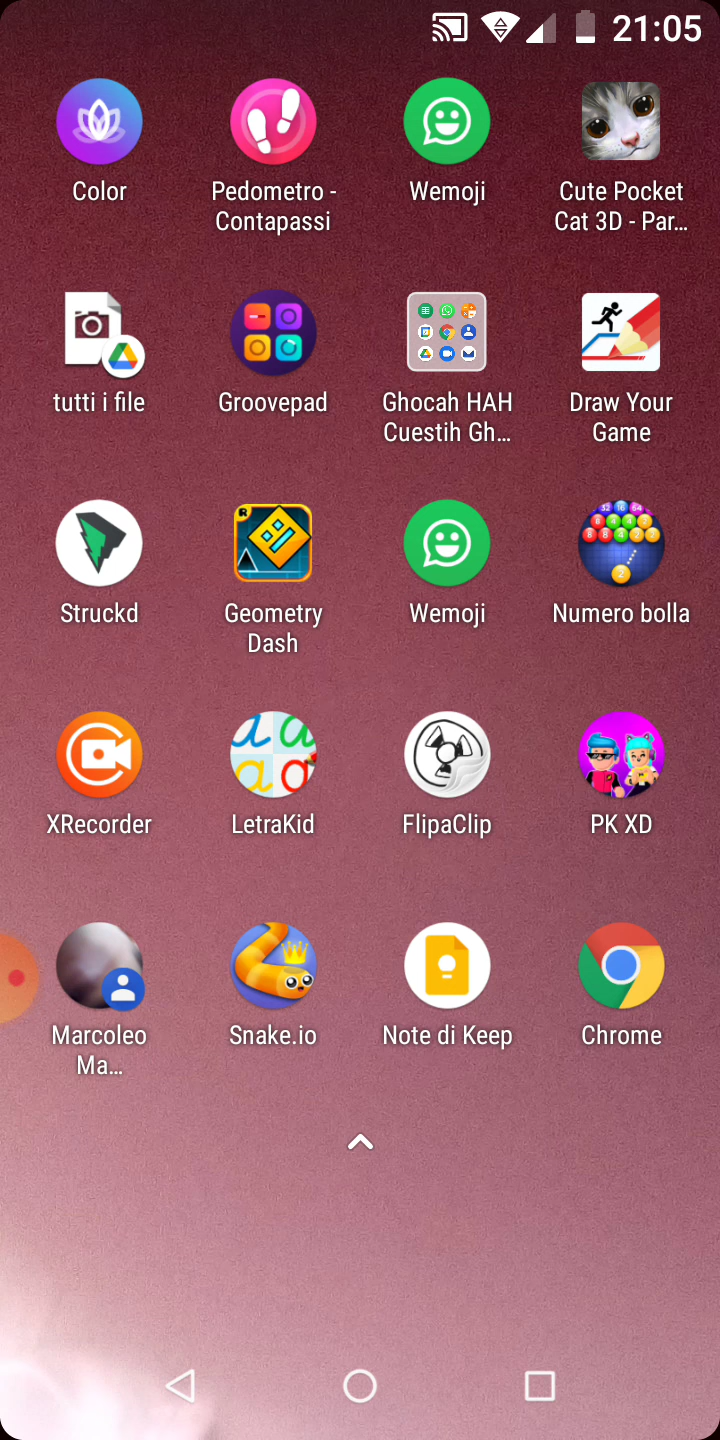 21:05
Color
Pedometro -
Contapassi
Wemoji
Cute Pocket
Cat 3D - Par...
tutti i file
Groovepad
Ghocah HAH
Cuestih Gh...
Draw Your
Game
Struckd
Geometry
Dash
Wemoji
Numero bolla
XRecorder
LetraKid
FlipaClip
PK XD
Marcoleo
Ma...
Snake.io
Note di Keep
Chrome